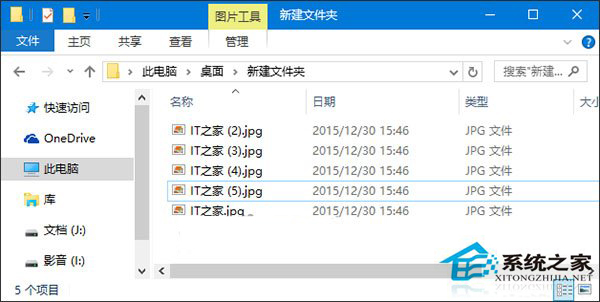 图片工具 新建文件夹
文件 主页 共享 查看 管理
此电脑 桌面 新建文件夹 搜索"新建...
名称 日期 类型 大小
快速访问
OneDrive
此电脑
库
文档 (J:)
影音 (I:)
IT之家 (2).jpg 2015/12/30 15:46 JPG 文件
IT之家 (3).jpg 2015/12/30 15:46 JPG 文件
IT之家 (4).jpg 2015/12/30 15:46 JPG 文件
IT之家 (5).jpg 2015/12/30 15:46 JPG 文件
IT之家.jpg 2015/12/30 15:46 JPG 文件
5 个项目
系统之家
XITONGZHIJIA.NET